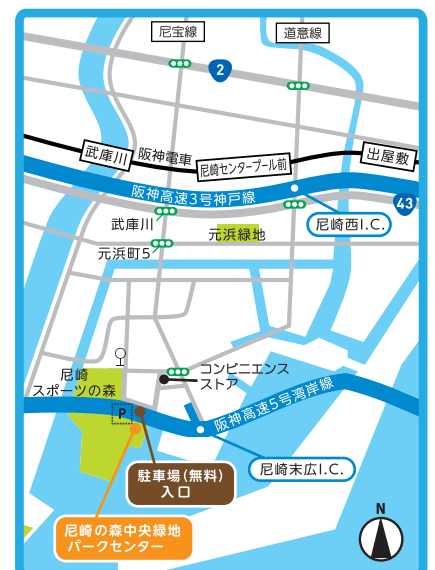 尼宝線
道意線
2
武庫川
阪神電車
尼崎センタープール前
出屋敷
阪神高速3号神戸線
43
武庫川
尼崎西I.C.
元浜緑地
元浜町5
コンビニエンス
ストア
尼崎
スポーツの森
阪神高速5号湾岸線
P
尼崎末広I.C.
駐車場(無料)
入口
尼崎の森中央緑地
パークセンター
N